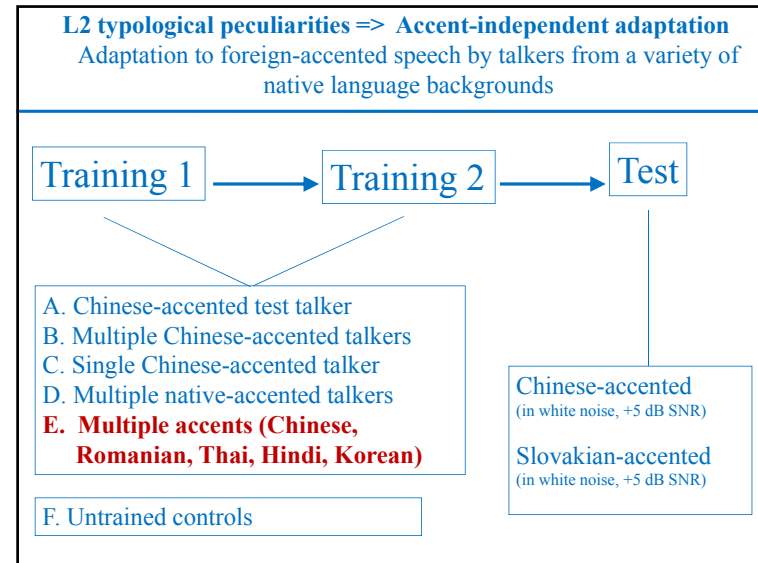 L2 typological peculiarities => Accent-independent adaptation
Adaptation to foreign-accented speech by talkers from a variety of
native language backgrounds
Training 1
Training 2
Test
A. Chinese-accented test talker
B. Multiple Chinese-accented talkers
C. Single Chinese-accented talker
D. Multiple native-accented talkers
E. Multiple accents (Chinese,
Romanian, Thai, Hindi, Korean)
F. Untrained controls
Chinese-accented
(in white noise, +5 dB SNR)
Slovakian-accented
(in white noise, +5 dB SNR)